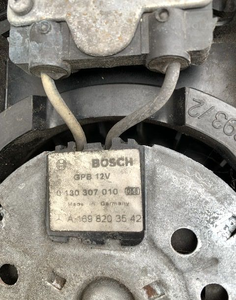 BOSCH
GPB 12V
0 130 307 010
Made in Germany
A 169 820 35 42